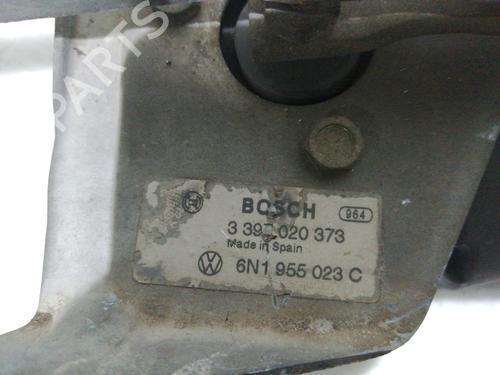 PARTS
BOSCH 964
3 397 020 373
Made in Spain
6N1 955 023 C